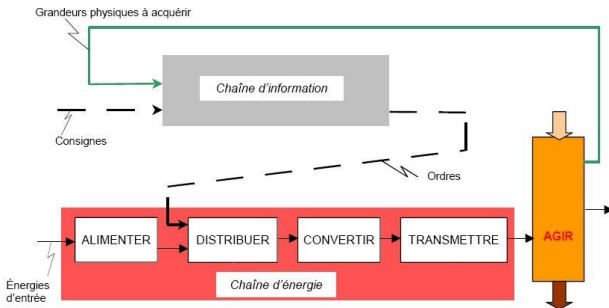 Grandeurs physiques à acquérir
Chaîne d'information
Consignes
Ordres
ALIMENTER
DISTRIBUER
CONVERTIR
TRANSMETTRE
AGIR
Énergies
d'entrée
Chaîne d'énergie